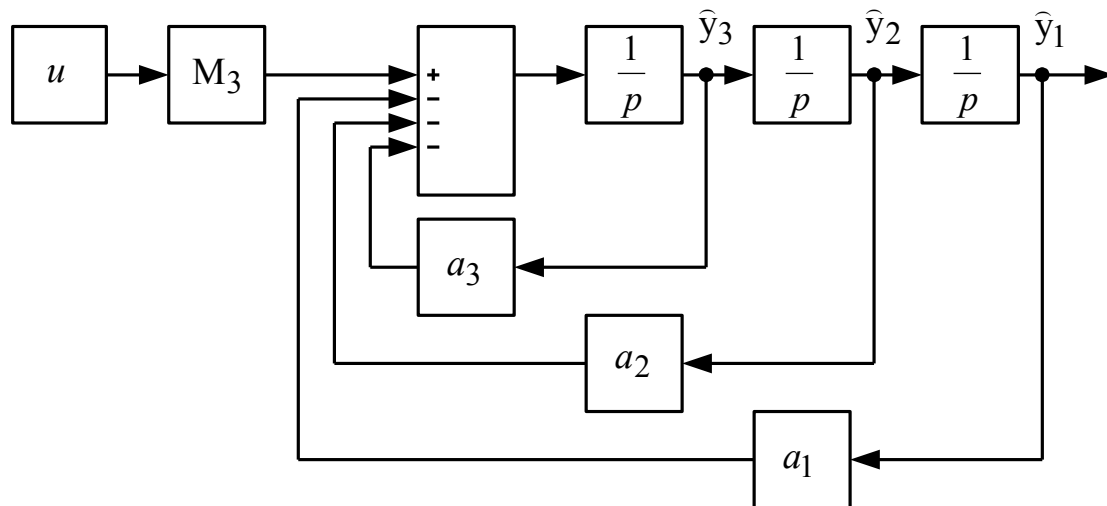 ŷ₃ ŷ₂ ŷ₁
u M₃ + 1/p 1/p 1/p
−
−
−
a₃
a₂
a₁